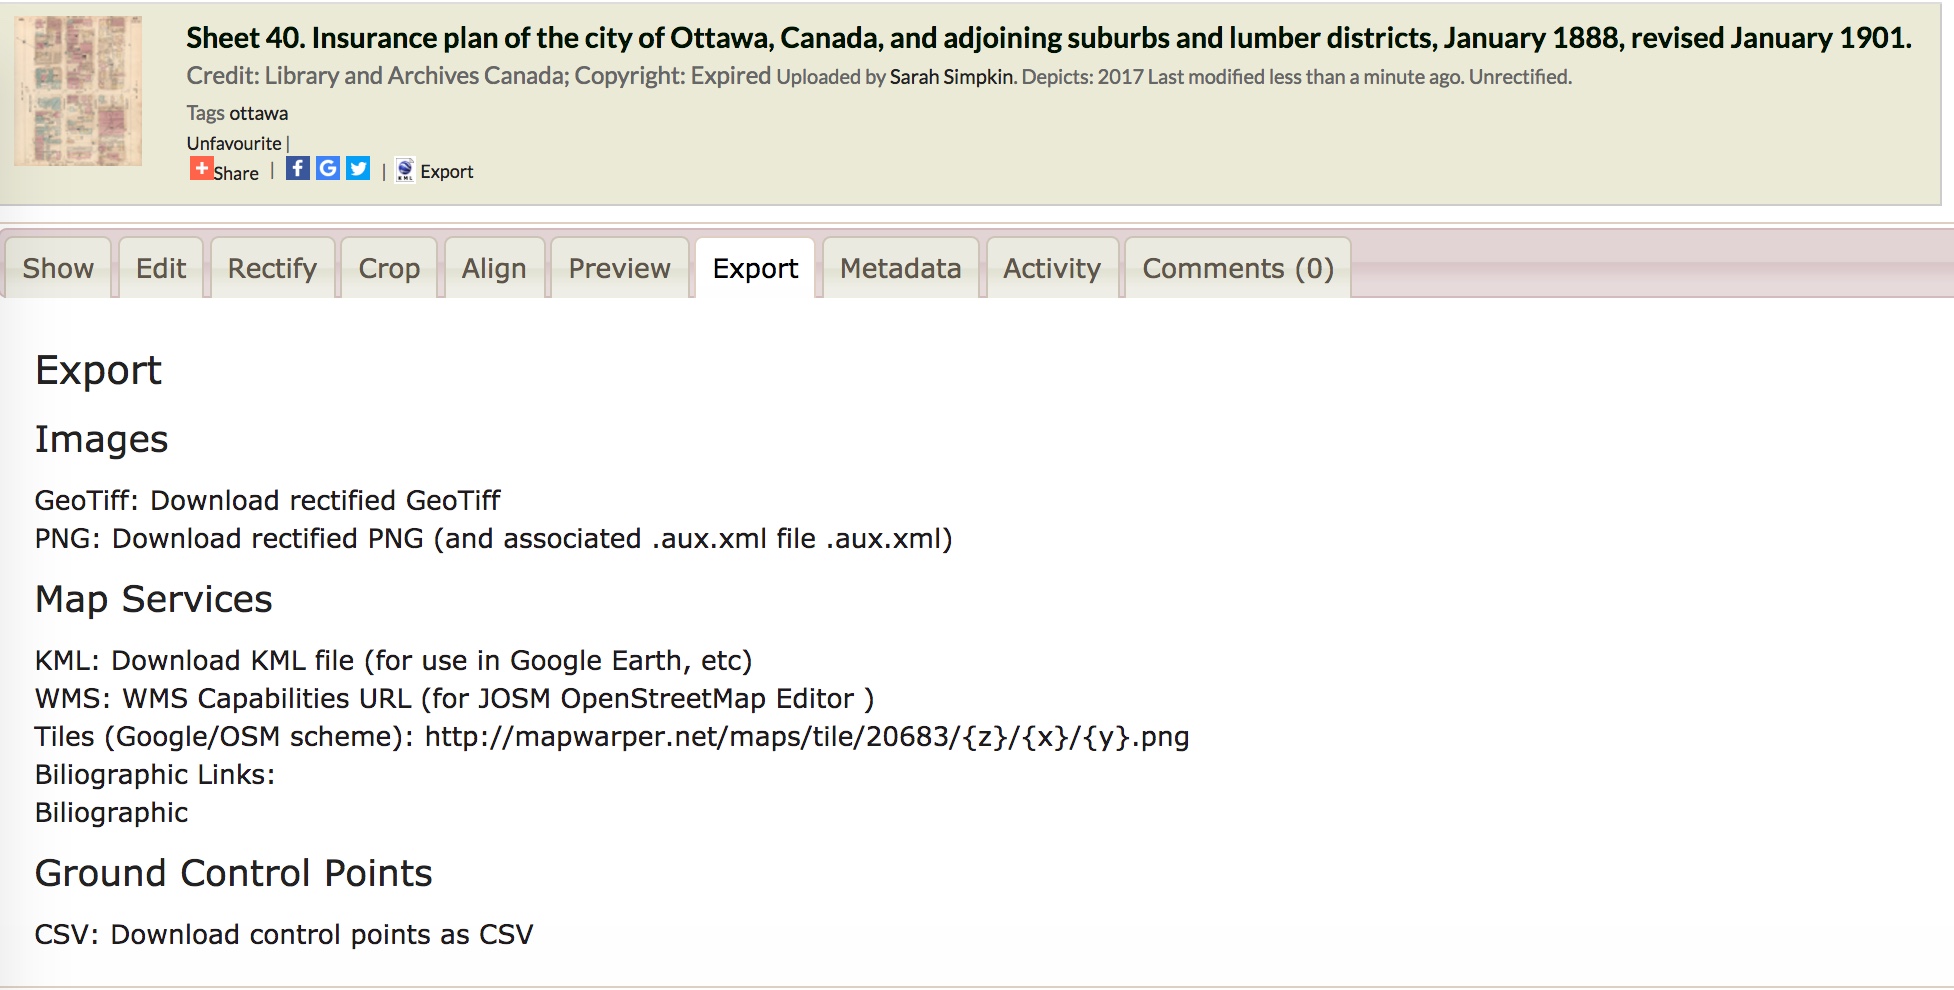 Sheet 40. Insurance plan of the city of Ottawa, Canada, and adjoining suburbs and lumber districts, January 1888, revised January 1901.
Credit: Library and Archives Canada; Copyright: Expired Uploaded by Sarah Simpkin. Depicts: 2017 Last modified less than a minute ago. Unrectified.
Tags ottawa
Unfavourite |
Share | f G | KML Export
Show Edit Rectify Crop Align Preview Export Metadata Activity Comments (0)
Export
Images
GeoTiff: Download rectified GeoTiff
PNG: Download rectified PNG (and associated .aux.xml file .aux.xml)
Map Services
KML: Download KML file (for use in Google Earth, etc)
WMS: WMS Capabilities URL (for JOSM OpenStreetMap Editor )
Tiles (Google/OSM scheme): http://mapwarper.net/maps/tile/20683/{z}/{x}/{y}.png
Biliographic Links:
Biliographic
Ground Control Points
CSV: Download control points as CSV